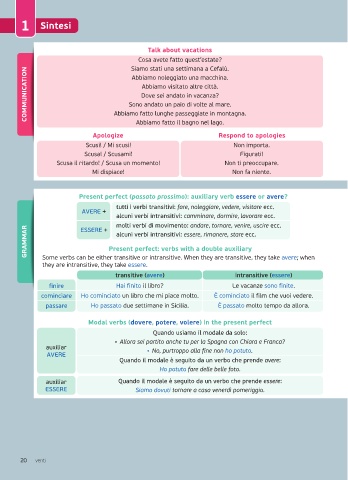 1 Sintesi
COMMUNICATION
Talk about vacations
Cosa avete fatto quest'estate?
Siamo stati una settimana a Cefalù.
Abbiamo noleggiato una macchina.
Abbiamo visitato altre città.
Dove sei andato in vacanza?
Sono andato un paio di volte al mare.
Abbiamo fatto lunghe passeggiate in montagna.
Abbiamo fatto il bagno nel lago.
Apologize
Scusi! / Mi scusi!
Scusa! / Scusami!
Scusa il ritardo! / Scusa un momento!
Mi dispiace!
Respond to apologies
Non importa.
Figurati!
Non ti preoccupare.
Non fa niente.
GRAMMAR
Present perfect (passato prossimo): auxiliary verb essere or avere?
AVERE +
tutti i verbi transitivi: fare, noleggiare, vedere, visitare ecc.
alcuni verbi intransitivi: camminare, dormire, lavorare ecc.
ESSERE +
molti verbi di movimento: andare, tornare, venire, uscire ecc.
alcuni verbi intransitivi: essere, rimanere, stare ecc.
Present perfect: verbs with a double auxiliary
Some verbs can be either transitive or intransitive. When they are transitive, they take avere; when
they are intransitive, they take essere.
transitive (avere) intransitive (essere)
finire Hai finito il libro? Le vacanze sono finite.
cominciare Ho cominciato un libro che mi piace molto. È cominciato il film che vuoi vedere.
passare Ho passato due settimane in Sicilia. È passato molto tempo da allora.
Modal verbs (dovere, potere, volere) in the present perfect
auxiliar
AVERE
Quando usiamo il modale da solo:
• Allora sei partito anche tu per la Spagna con Chiara e Franco?
• No, purtroppo alla fine non ho potuto.
Quando il modale è seguito da un verbo che prende avere:
Ho potuto fare delle belle foto.
auxiliar
ESSERE
Quando il modale è seguito da un verbo che prende essere:
Siamo dovuti tornare a casa venerdì pomeriggio.
20 venti